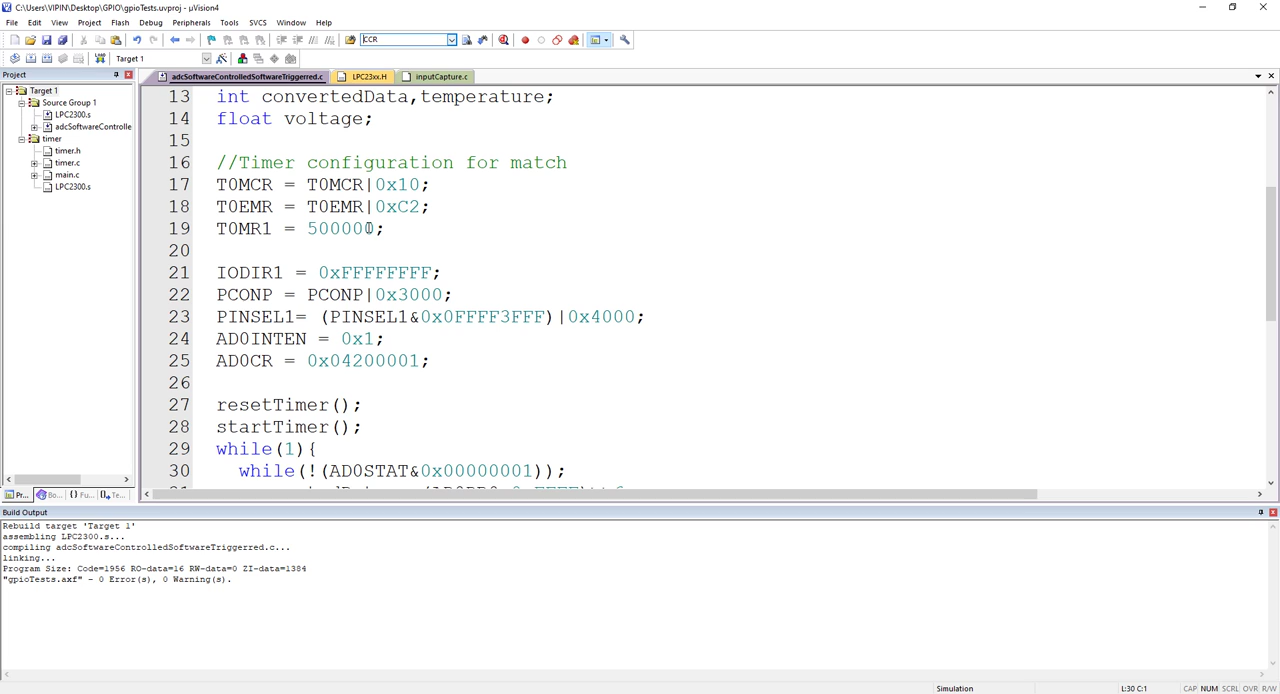 C:\Users\VIPIN\Desktop\GPIO\gpioTests.uvproj - µVision4
File Edit View Project Flash Debug Peripherals Tools SVCS Window Help
CCR
Target 1
Project
adcSoftwareControlledSoftwareTriggerred.c LPC23xx.H inputCapture.c
Target 1
Source Group 1
LPC2300.s
adcSoftwareControlle
timer
timer.h
timer.c
main.c
LPC2300.s
Pr... Bo... {} Fu... Te...
13 int convertedData,temperature;
14 float voltage;
15
16 //Timer configuration for match
17 T0MCR = T0MCR|0x10;
18 T0EMR = T0EMR|0xC2;
19 T0MR1 = 500000;
20
21 IODIR1 = 0xFFFFFFFF;
22 PCONP = PCONP|0x3000;
23 PINSEL1= (PINSEL1&0x0FFFF3FFF)|0x4000;
24 AD0INTEN = 0x1;
25 AD0CR = 0x04200001;
26
27 resetTimer();
28 startTimer();
29 while(1){
30 while(!(AD0STAT&0x00000001));
Build Output
Rebuild target 'Target 1'
assembling LPC2300.s...
compiling adcSoftwareControlledSoftwareTriggerred.c...
linking...
Program Size: Code=1956 RO-data=16 RW-data=0 ZI-data=1384
"gpioTests.axf" - 0 Error(s), 0 Warning(s).
Simulation L:30 C:1 CAP NUM SCRL OVR R/W